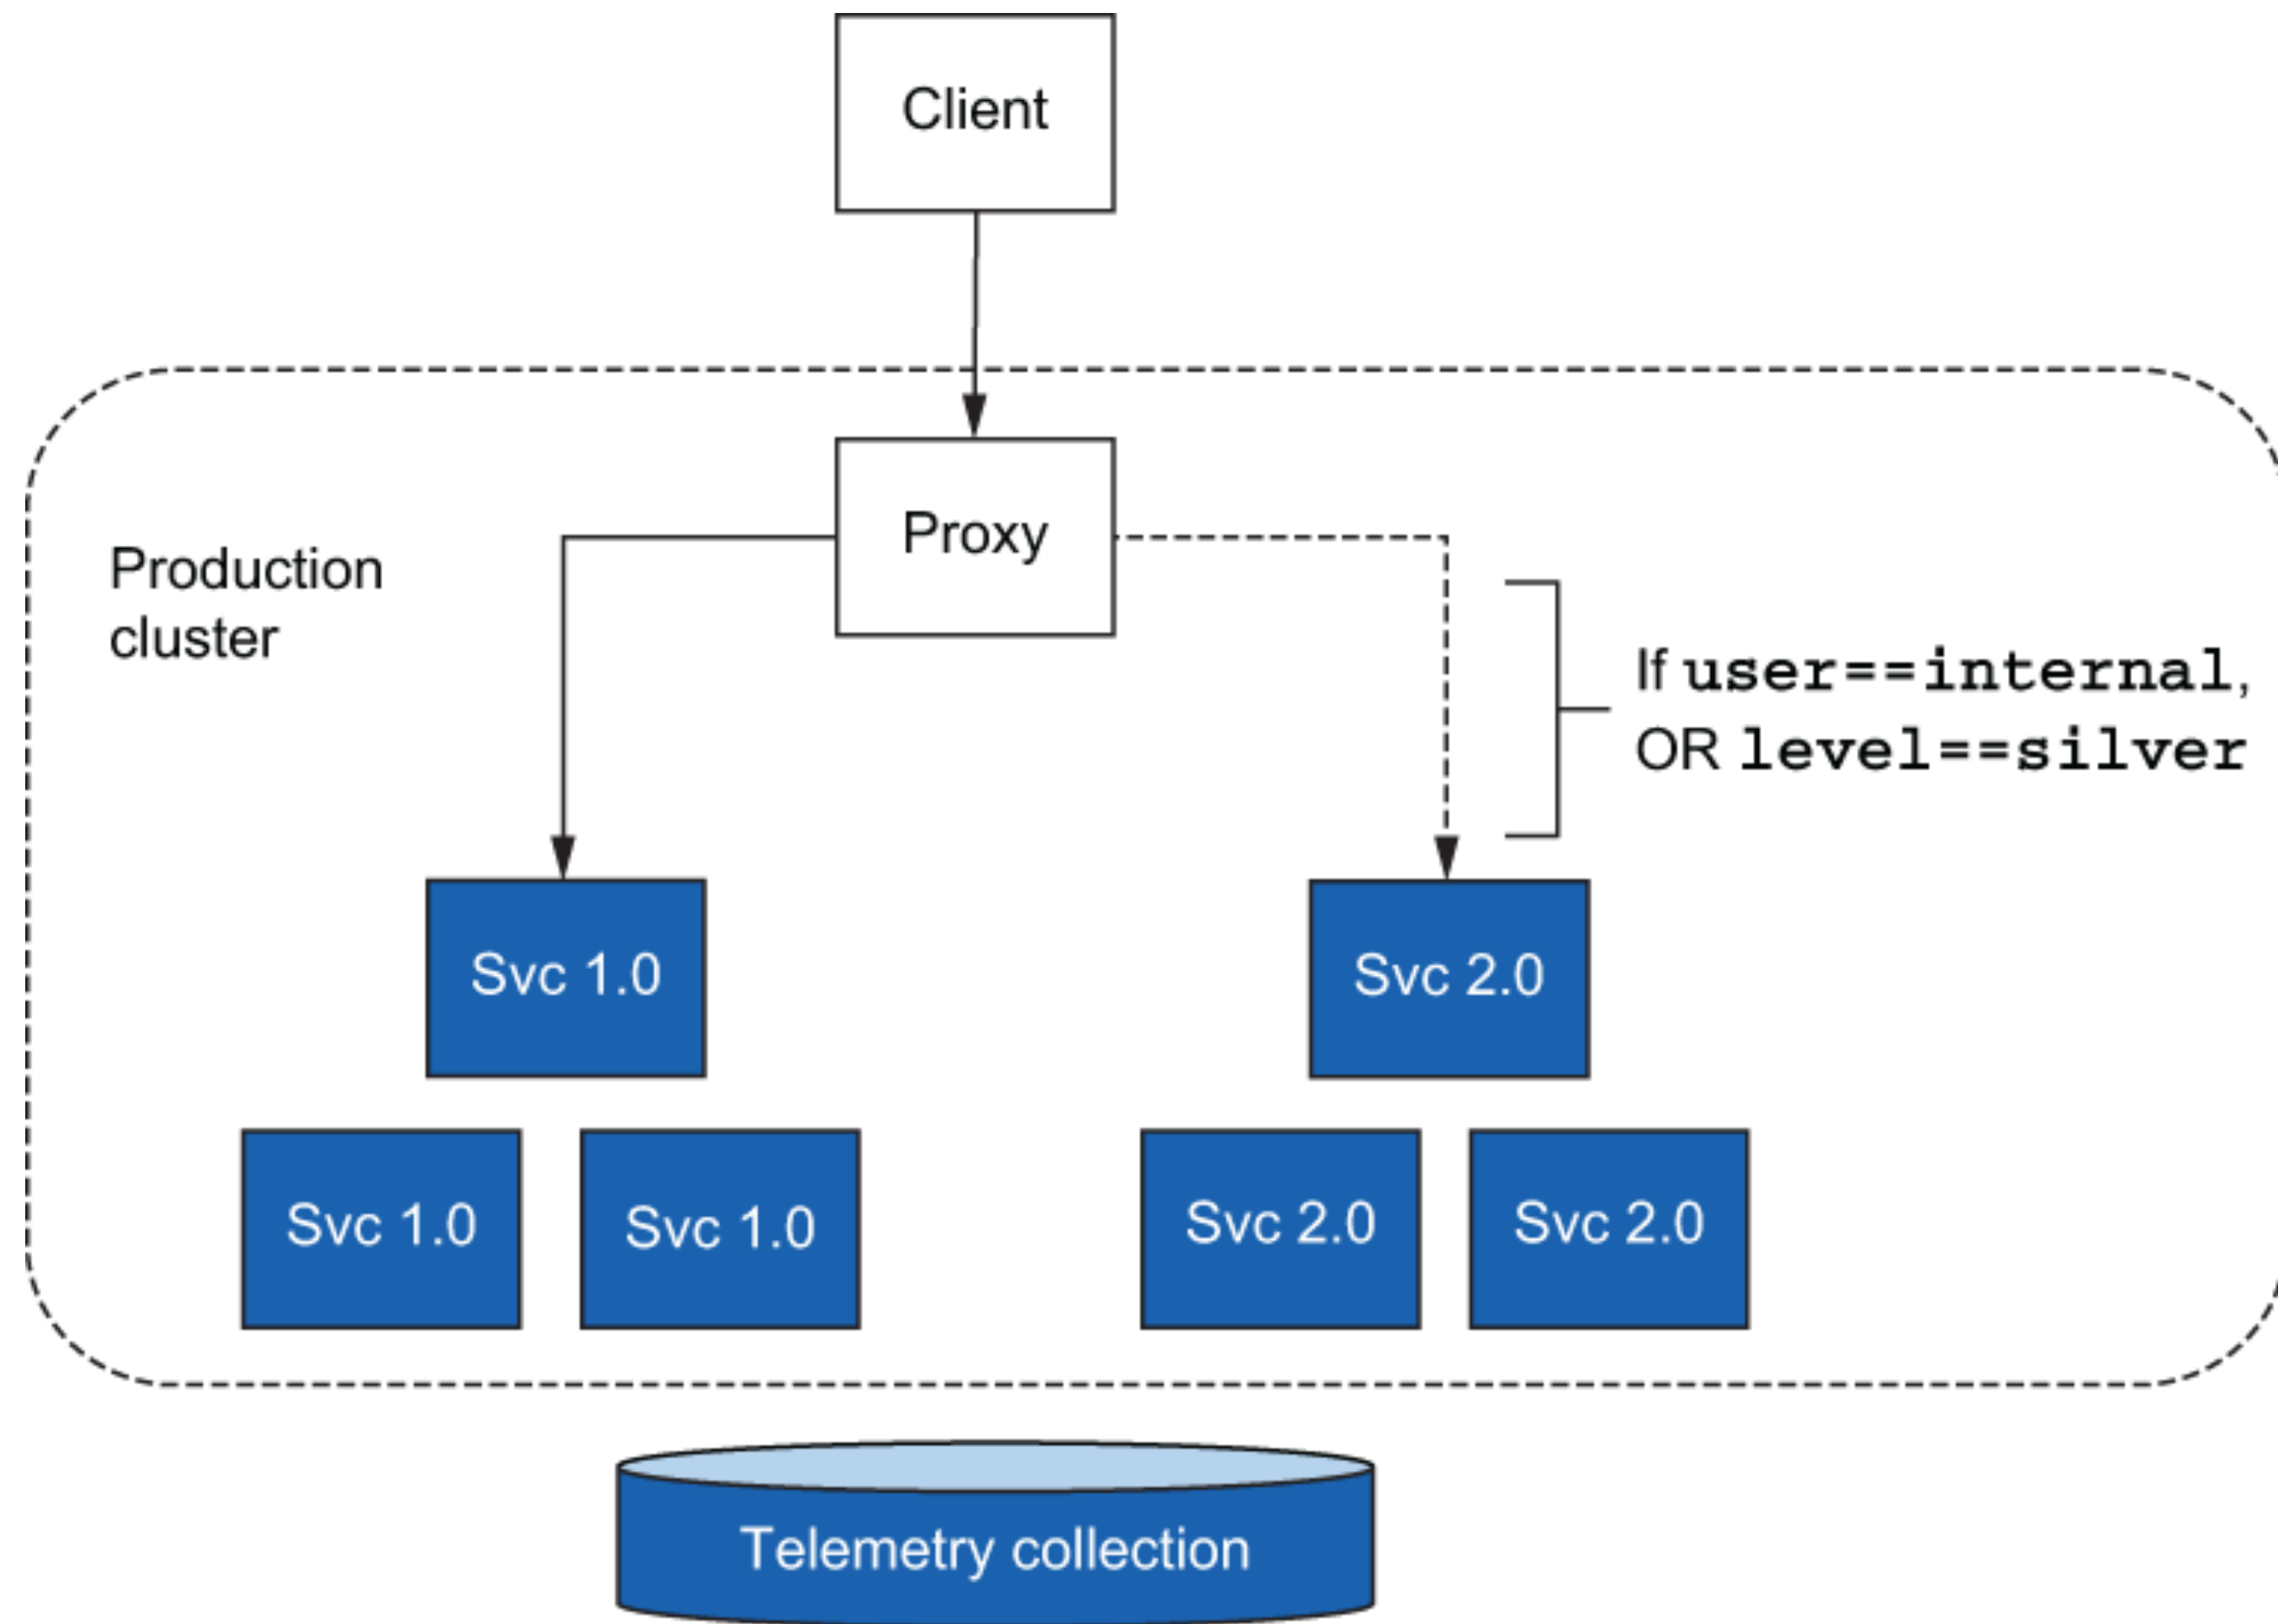 Client
Proxy
Production
cluster
If user==internal,
OR level==silver
Svc 1.0
Svc 2.0
Svc 1.0
Svc 1.0
Svc 2.0
Svc 2.0
Telemetry collection